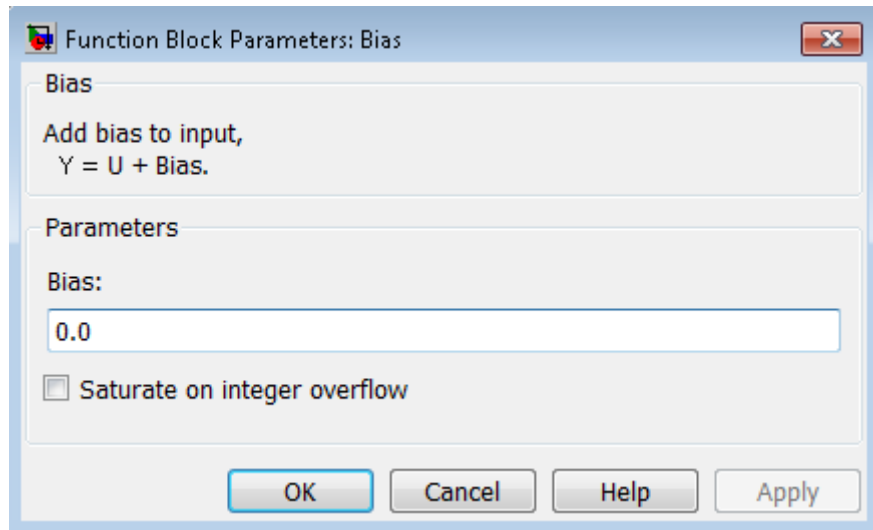 Function Block Parameters: Bias
Bias
Add bias to input,
Y = U + Bias.
Parameters
Bias:
0.0
Saturate on integer overflow
OK Cancel Help Apply